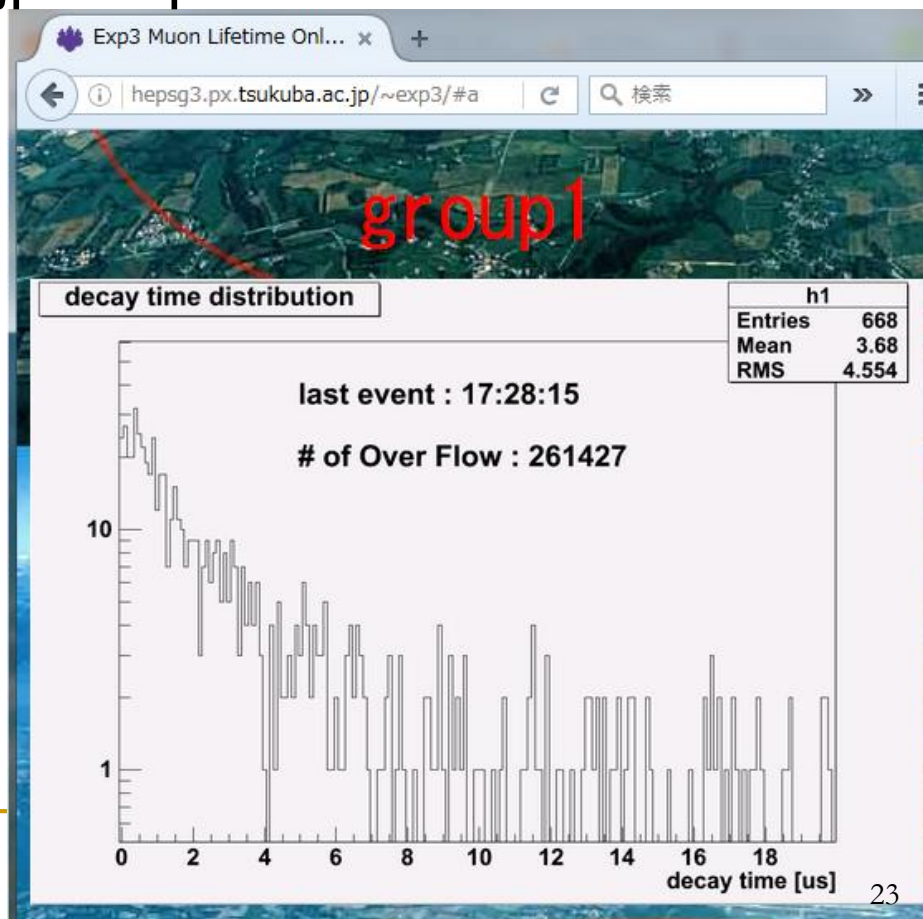 Exp3 Muon Lifetime Onl... × +
hepsg3.px.tsukuba.ac.jp/~exp3/#a
検索
»
group1
decay time distribution
h1
Entries 668
Mean 3.68
RMS 4.554
last event : 17:28:15
# of Over Flow : 261427
10
1
0 2 4 6 8 10 12 14 16 18
decay time [us]
23